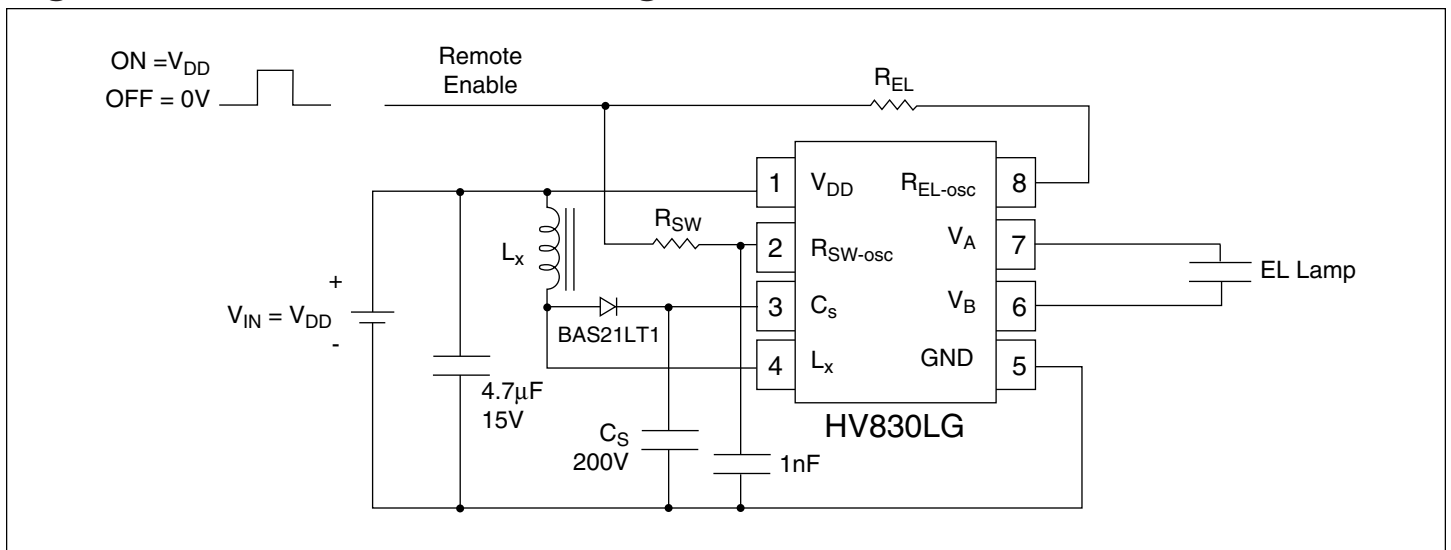 ON =VDD
OFF = 0V
Remote
Enable
REL
1
VDD
REL-osc
8
RSW
2
RSW-osc
VA
7
Lx
EL Lamp
+
VIN = VDD
-
3
Cs
VB
6
BAS21LT1
4
Lx
GND
5
4.7μF
15V
HV830LG
CS
200V
1nF